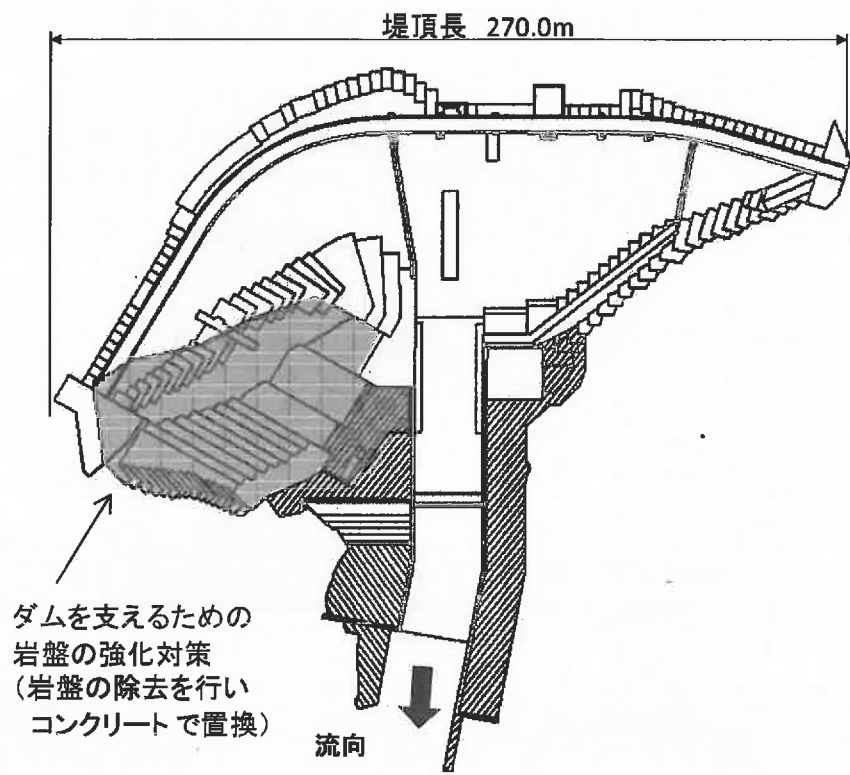 堤頂長 270.0m
ダムを支えるための
岩盤の強化対策
(岩盤の除去を行い
コンクリートで置換)
流向